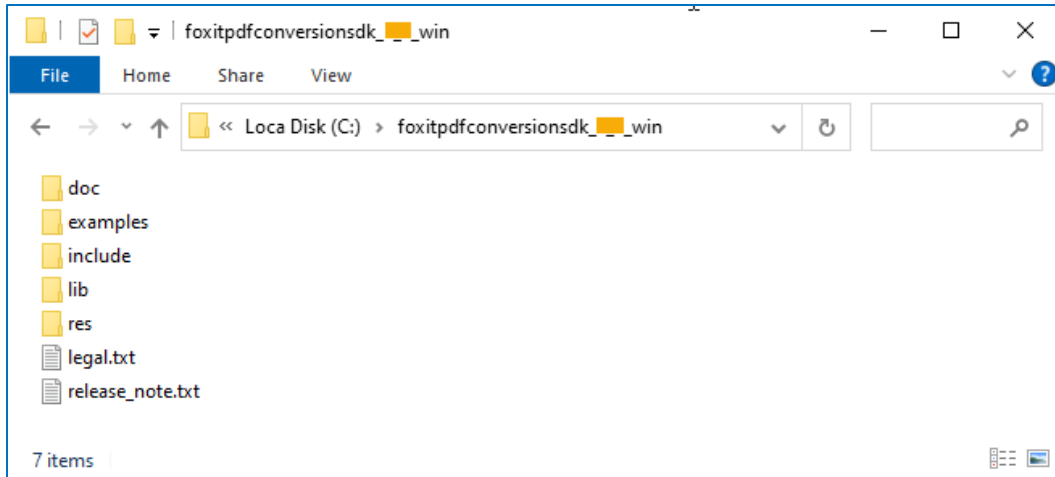 foxitpdfconversionsdk_ _ _win
File Home Share View ?
« Loca Disk (C:) > foxitpdfconversionsdk_ _ _win
doc
examples
include
lib
res
legal.txt
release_note.txt
7 items